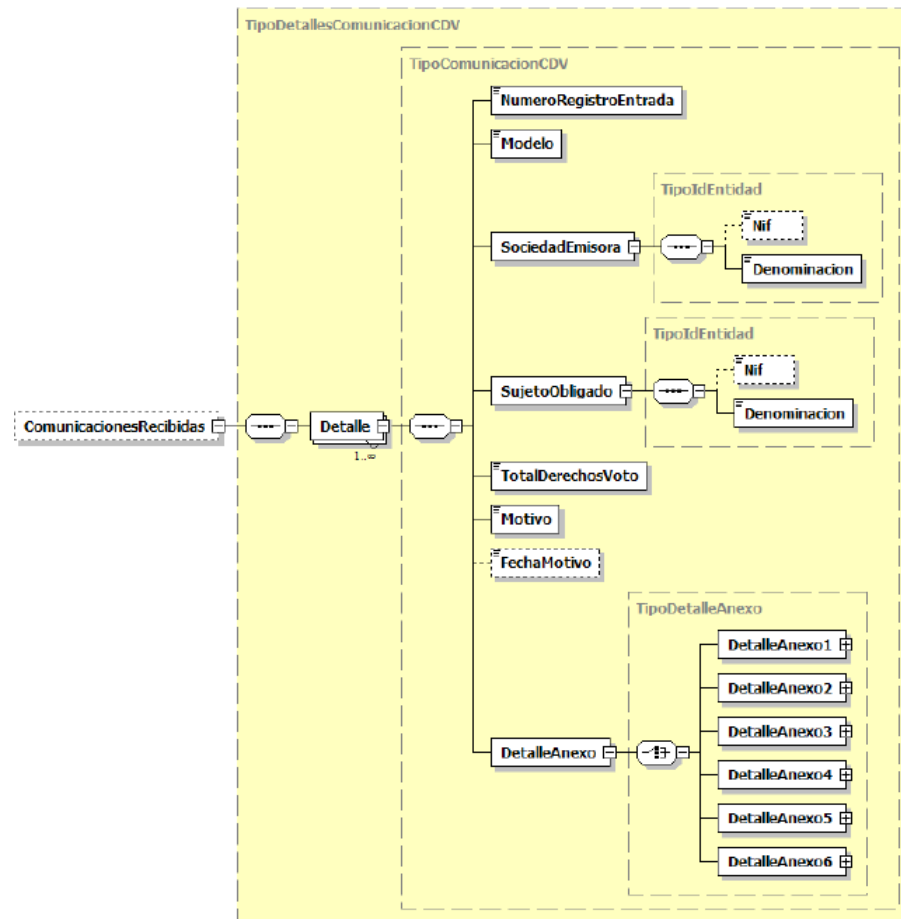 TipoDetallesComunicacionCDV
TipoComunicacionCDV
NumeroRegistroEntrada
Modelo
TipoIdEntidad
Nif
SociedadEmisora
Denominacion
TipoIdEntidad
Nif
SujetoObligado
Denominacion
ComunicacionesRecibidas
Detalle
1..∞
TotalDerechosVoto
Motivo
FechaMotivo
TipoDetalleAnexo
DetalleAnexo1
DetalleAnexo2
DetalleAnexo3
DetalleAnexo
DetalleAnexo4
DetalleAnexo5
DetalleAnexo6